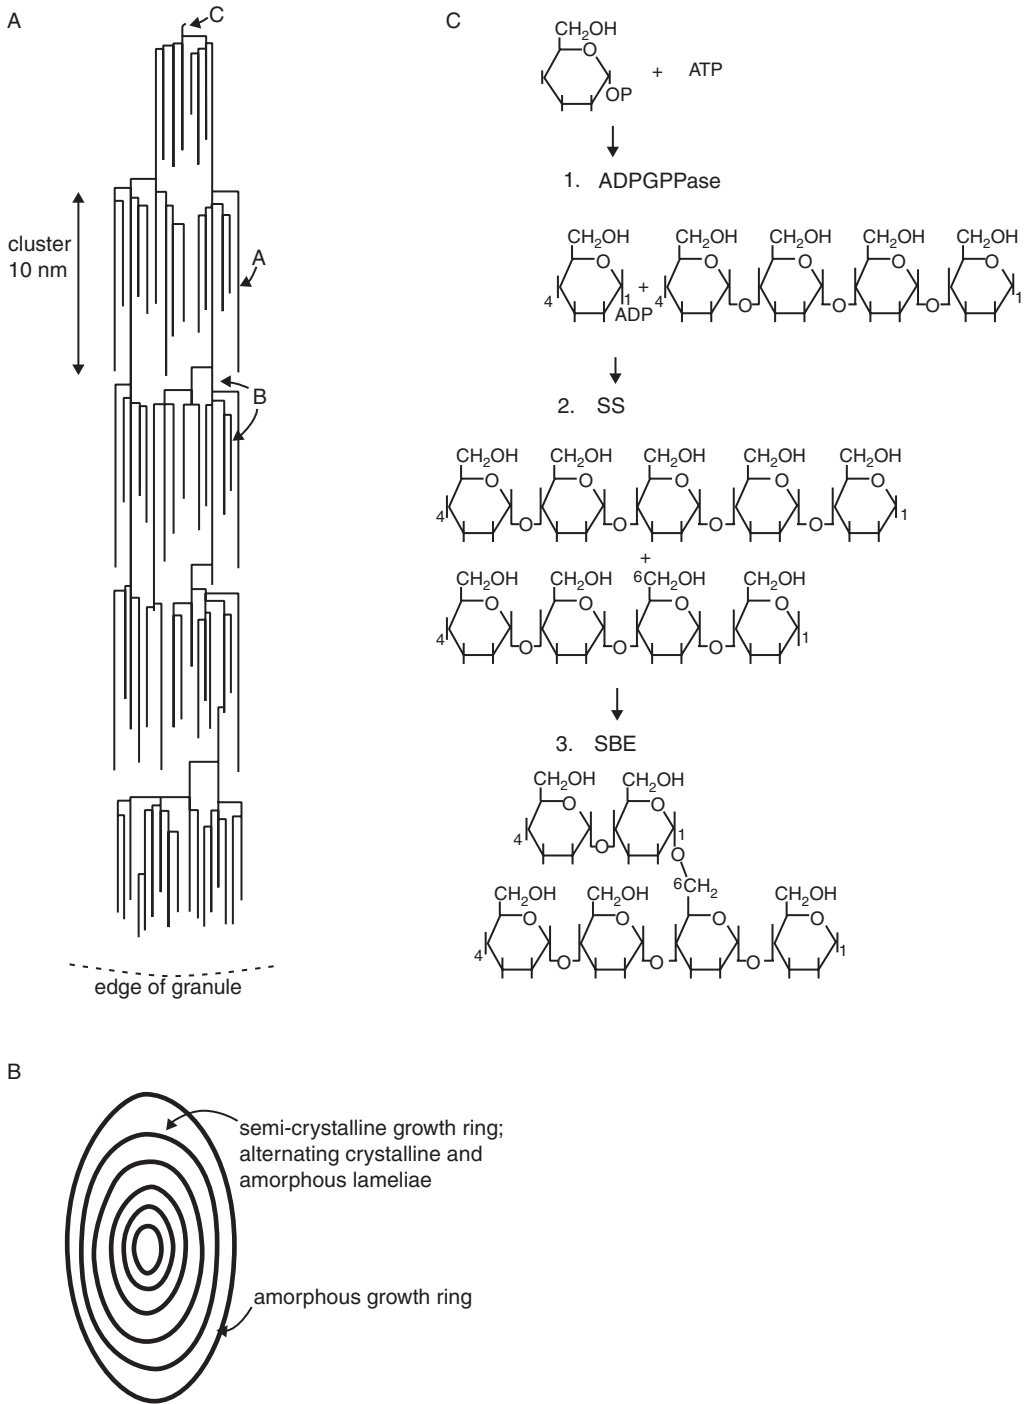 A
C
cluster
10 nm
A
B
edge of granule
B
semi-crystalline growth ring;
alternating crystalline and
amorphous lameliae
amorphous growth ring
C
CH₂OH
O
OP
+ ATP
1. ADPGPPase
CH₂OH CH₂OH CH₂OH CH₂OH CH₂OH
O O O O O
4 1 + 4 1
ADP O O O
2. SS
CH₂OH CH₂OH CH₂OH CH₂OH CH₂OH
O O O O O
4 1
O O O O
+
CH₂OH CH₂OH ⁶CH₂OH CH₂OH
O O O O
4 1
O O O
3. SBE
CH₂OH CH₂OH
O O
4 1
O O
⁶CH₂
CH₂OH CH₂OH CH₂OH
O O O O
4 1
O O O